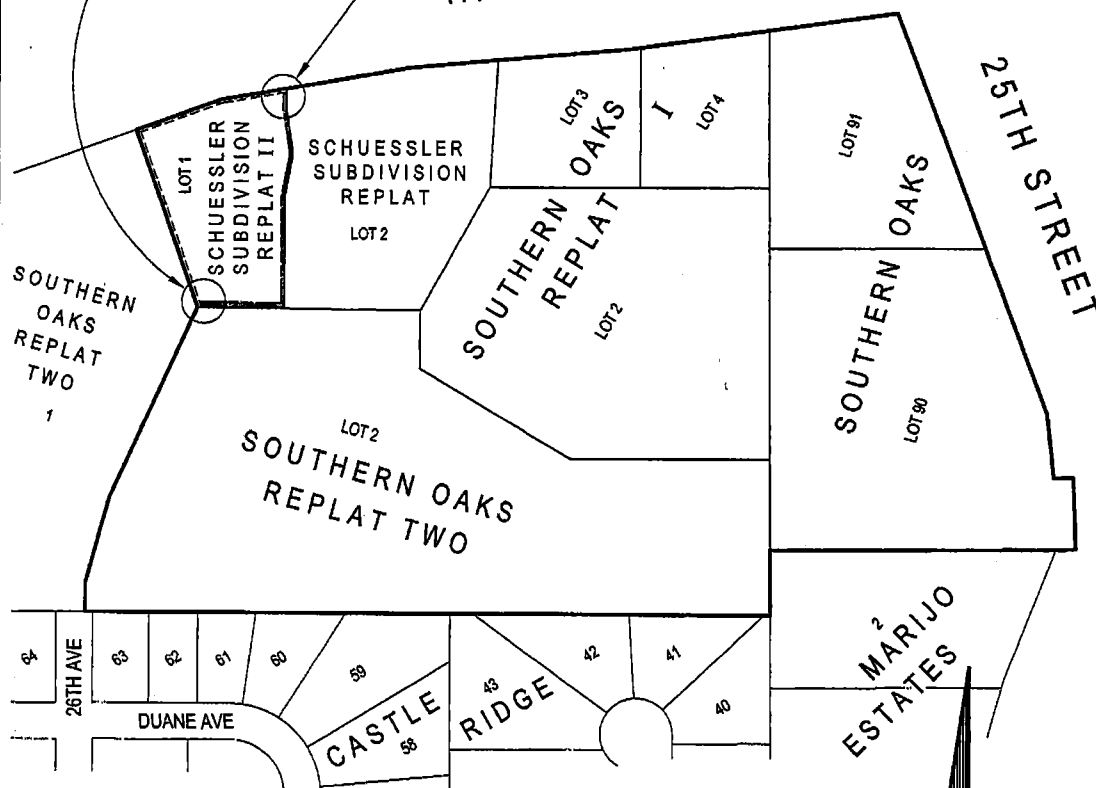 25TH STREET
LOT 1
SCHUESSLER
SUBDIVISION
REPLAT II
SCHUESSLER
SUBDIVISION
REPLAT
LOT 2
LOT 3
SOUTHERN OAKS
REPLAT I
LOT 4
LOT 2
LOT 91
SOUTHERN OAKS
LOT 90
SOUTHERN
OAKS
REPLAT
TWO
1
LOT 2
SOUTHERN OAKS
REPLAT TWO
64
26TH AVE
63
62
61
60
59
DUANE AVE
58
CASTLE RIDGE
43
42
41
40
2
MARIJO
ESTATES